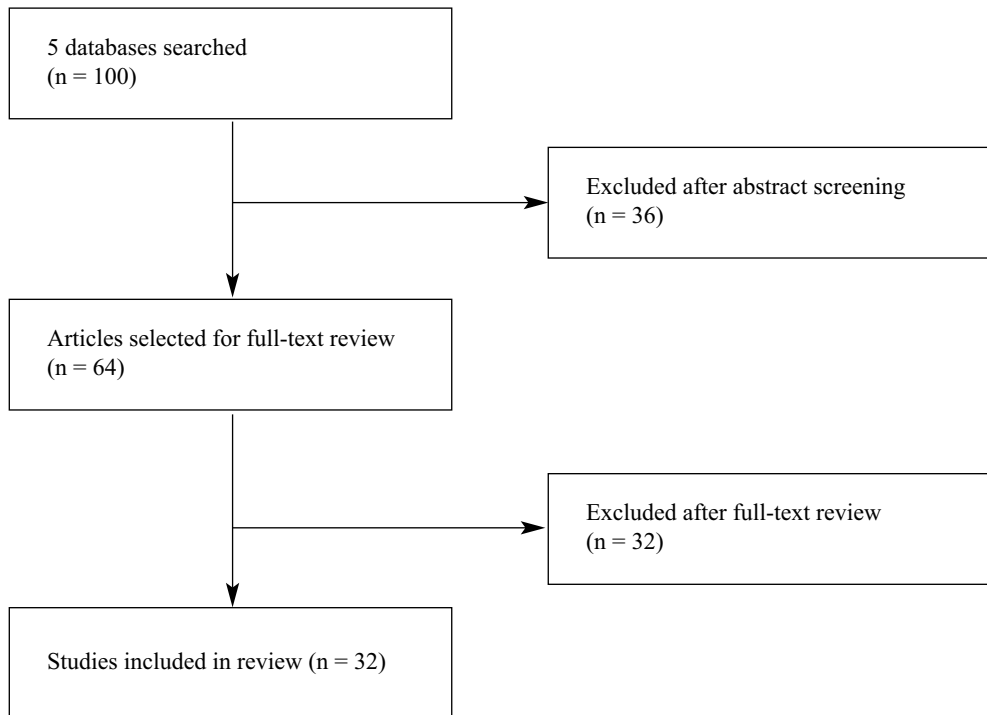 5 databases searched
(n = 100)
Excluded after abstract screening
(n = 36)
Articles selected for full-text review
(n = 64)
Excluded after full-text review
(n = 32)
Studies included in review (n = 32)